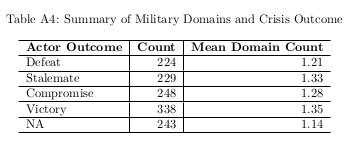 Table A4: Summary of Military Domains and Crisis Outcome
Actor Outcome Count Mean Domain Count
Defeat 224 1.21
Stalemate 229 1.33
Compromise 248 1.28
Victory 338 1.35
NA 243 1.14